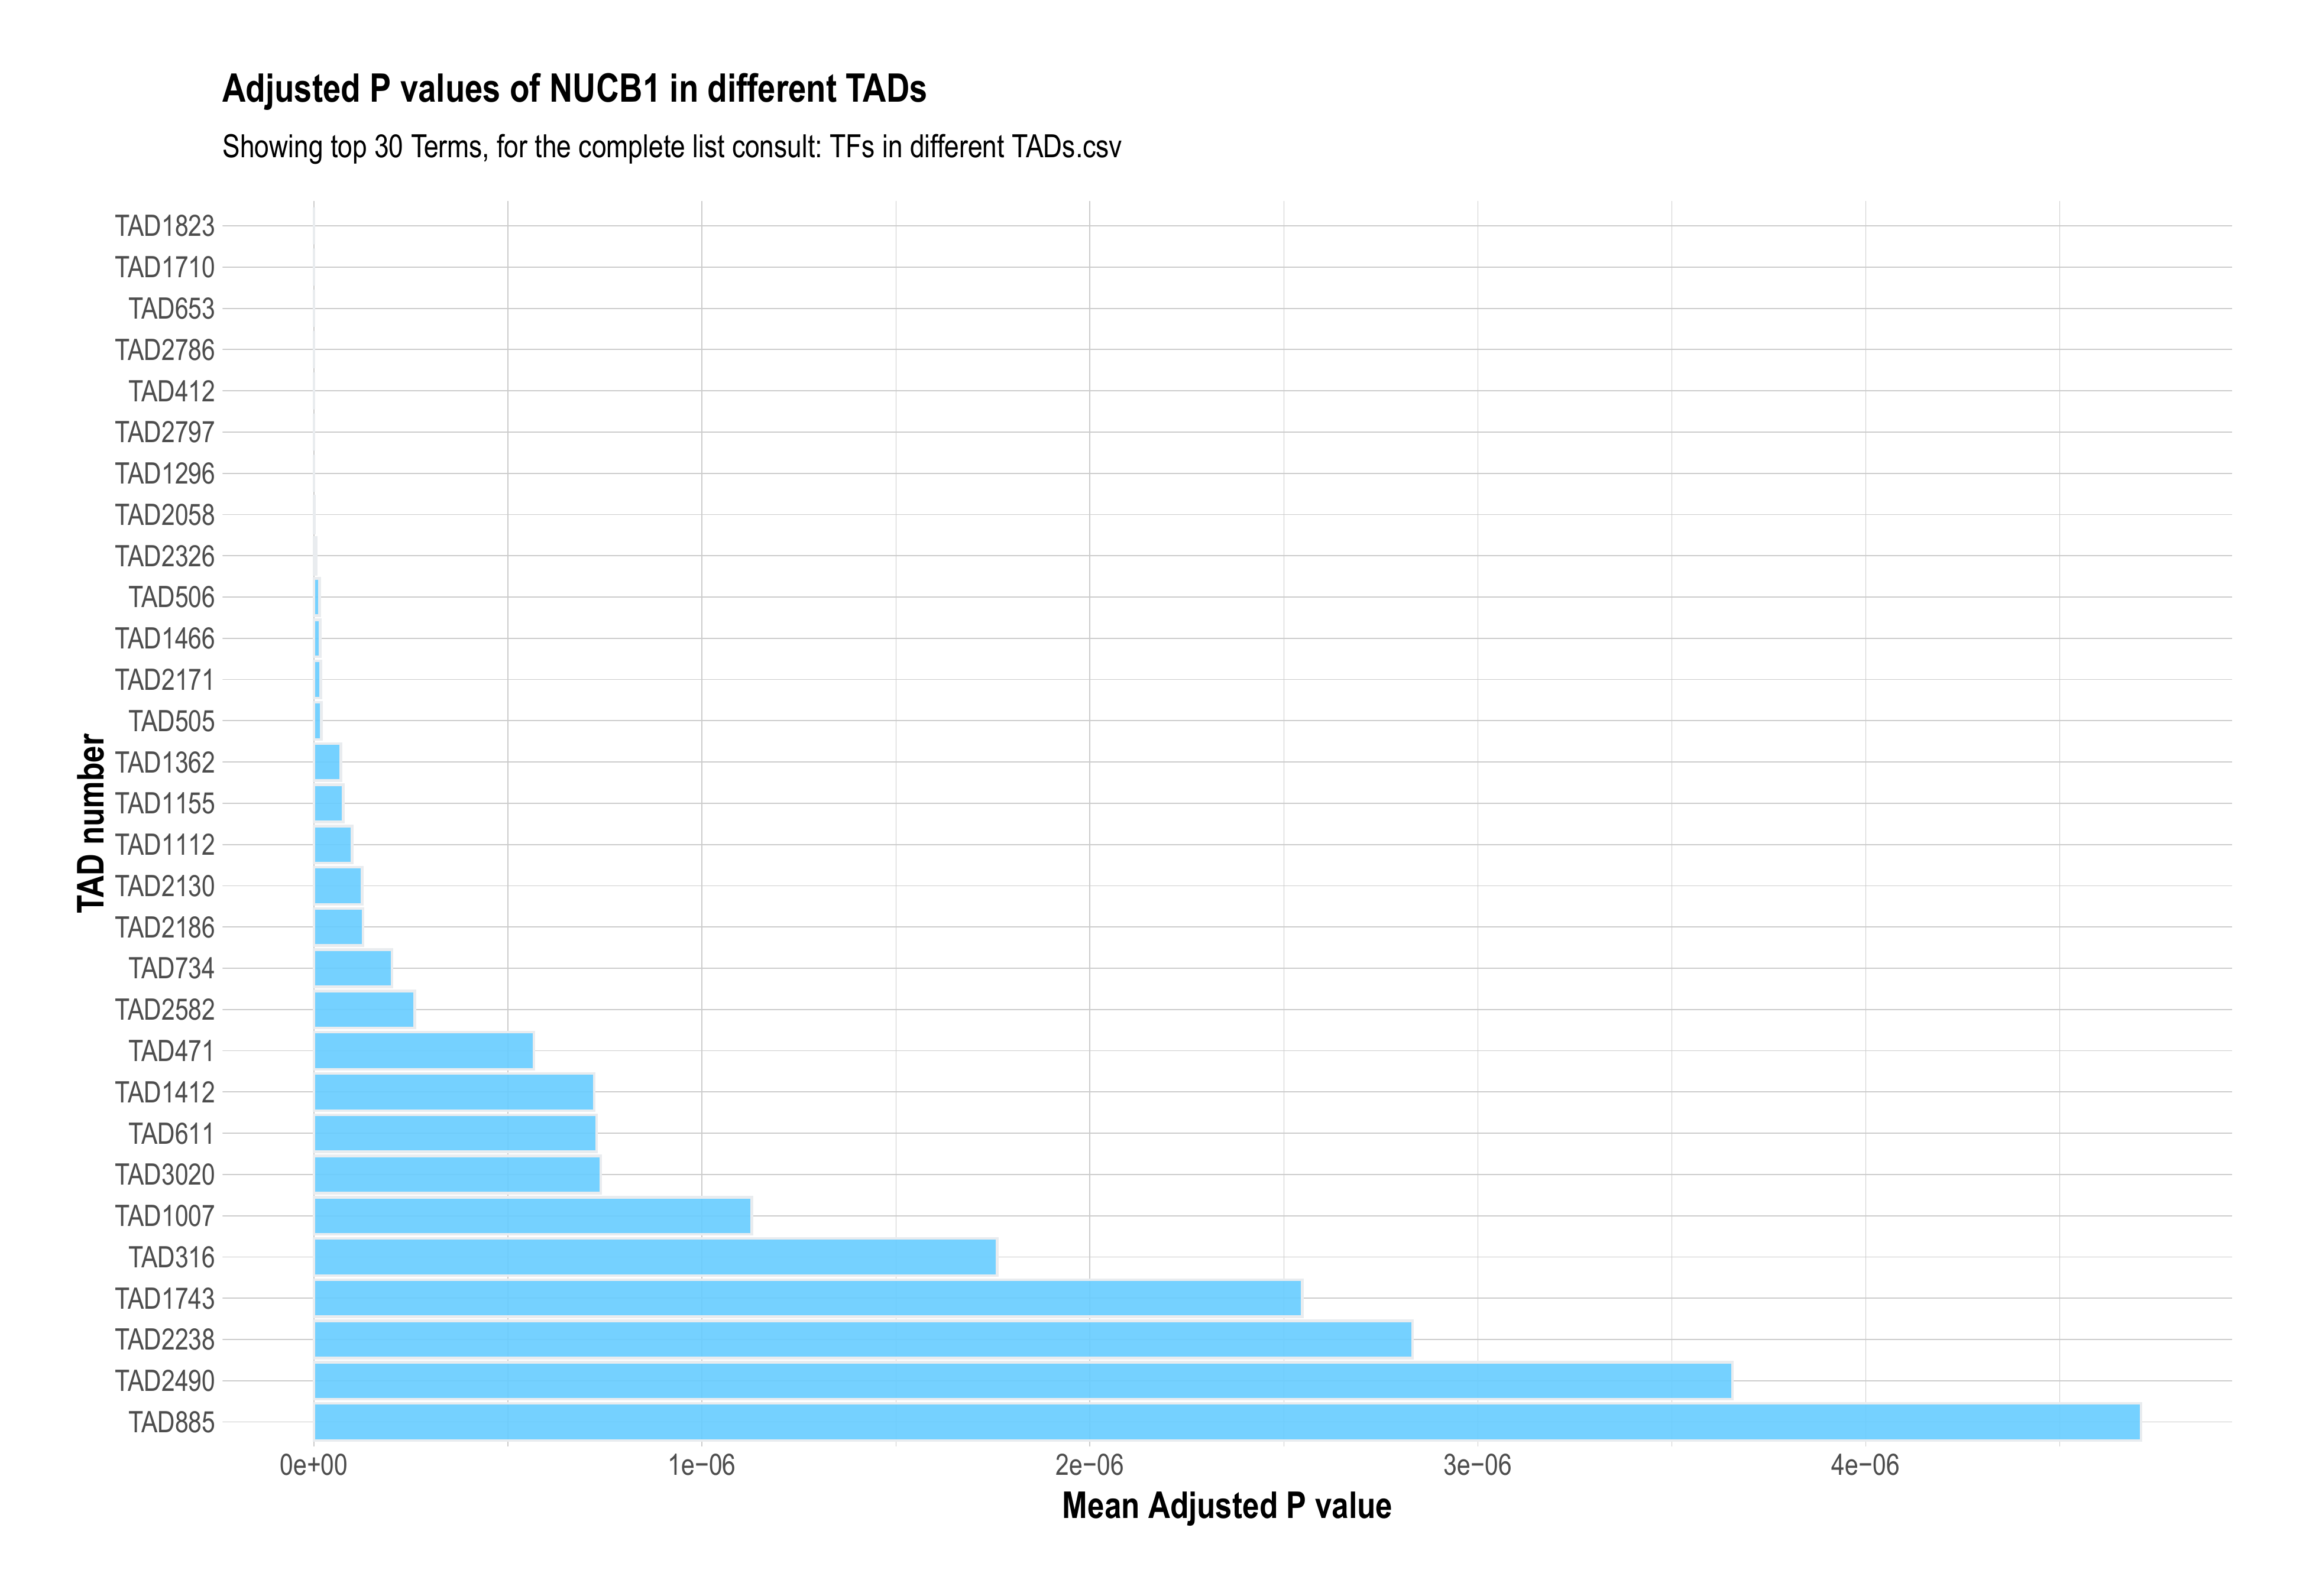 Adjusted P values of NUCB1 in different TADs
Showing top 30 Terms, for the complete list consult: TFs in different TADs.csv
TAD number
TAD1823
TAD1710
TAD653
TAD2786
TAD412
TAD2797
TAD1296
TAD2058
TAD2326
TAD506
TAD1466
TAD2171
TAD505
TAD1362
TAD1155
TAD1112
TAD2130
TAD2186
TAD734
TAD2582
TAD471
TAD1412
TAD611
TAD3020
TAD1007
TAD316
TAD1743
TAD2238
TAD2490
TAD885
0e+00 1e−06 2e−06 3e−06 4e−06
Mean Adjusted P value